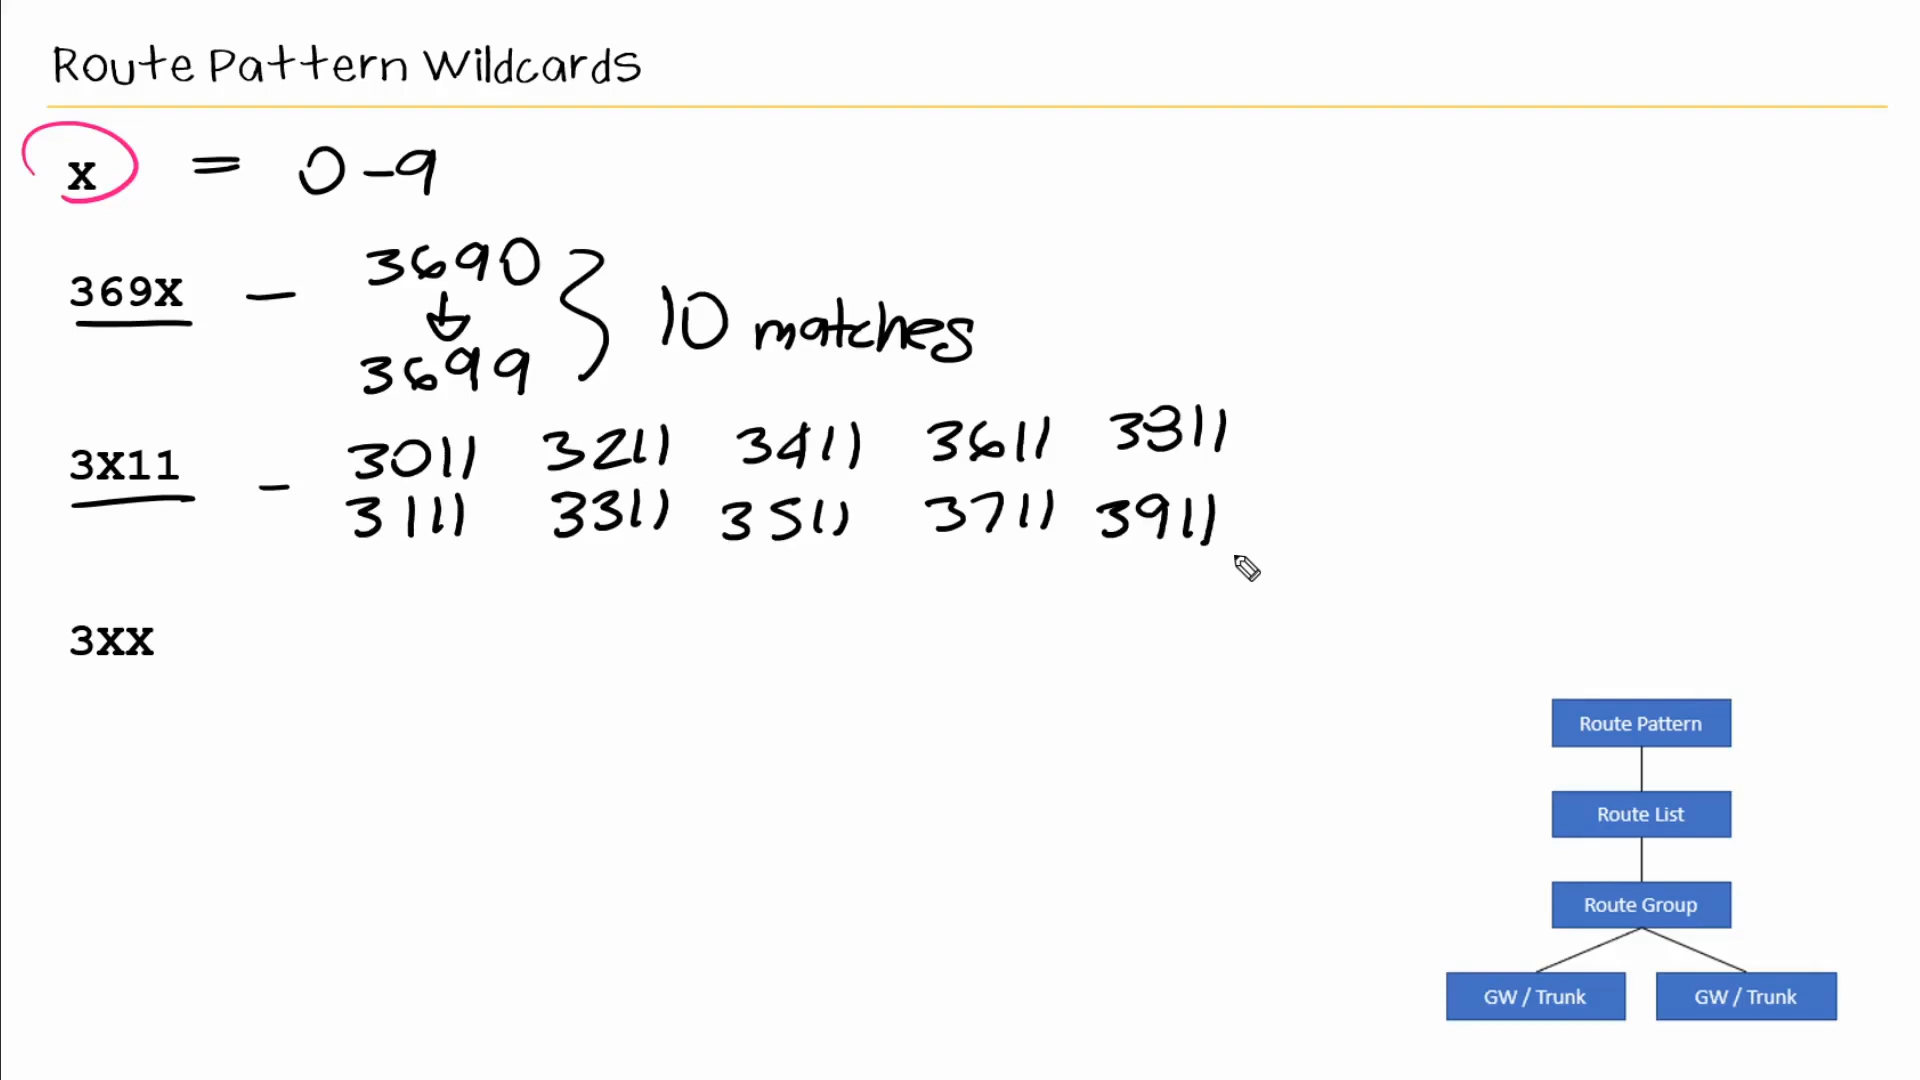 Route Pattern Wildcards
x = 0-9
369X - 3690
↓
3699
} 10 matches
3X11 - 3011 3211 3411 3611 3811
3111 3311 3511 3711 3911
3XX
Route Pattern
Route List
Route Group
GW / Trunk GW / Trunk